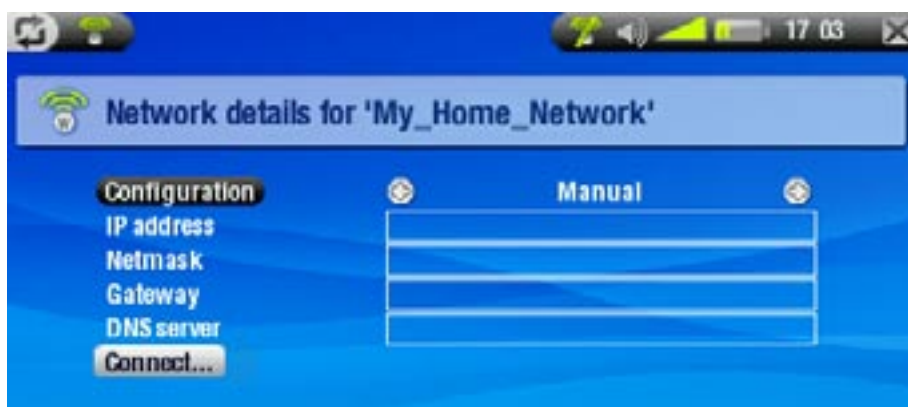 17 03
Network details for 'My_Home_Network'
Configuration Manual
IP address
Netmask
Gateway
DNS server
Connect...